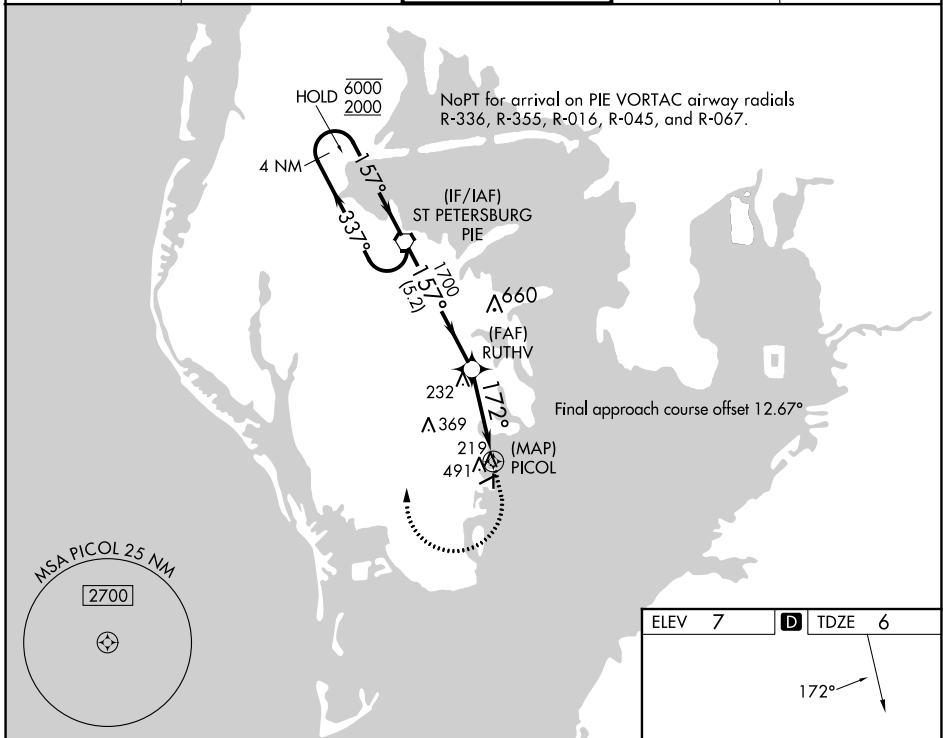 HOLD
6000
2000
NoPT for arrival on PIE VORTAC airway radials
R-336, R-355, R-016, R-045, and R-067.
4 NM
157°
337°
(IF/IAF)
ST PETERSBURG
PIE
1700
157°
(5.2)
660
(FAF)
RUTHV
232
172°
Final approach course offset 12.67°
369
219
491
(MAP)
PICOL
MSA PICOL 25 NM
2700
ELEV 7 D TDZE 6
172°